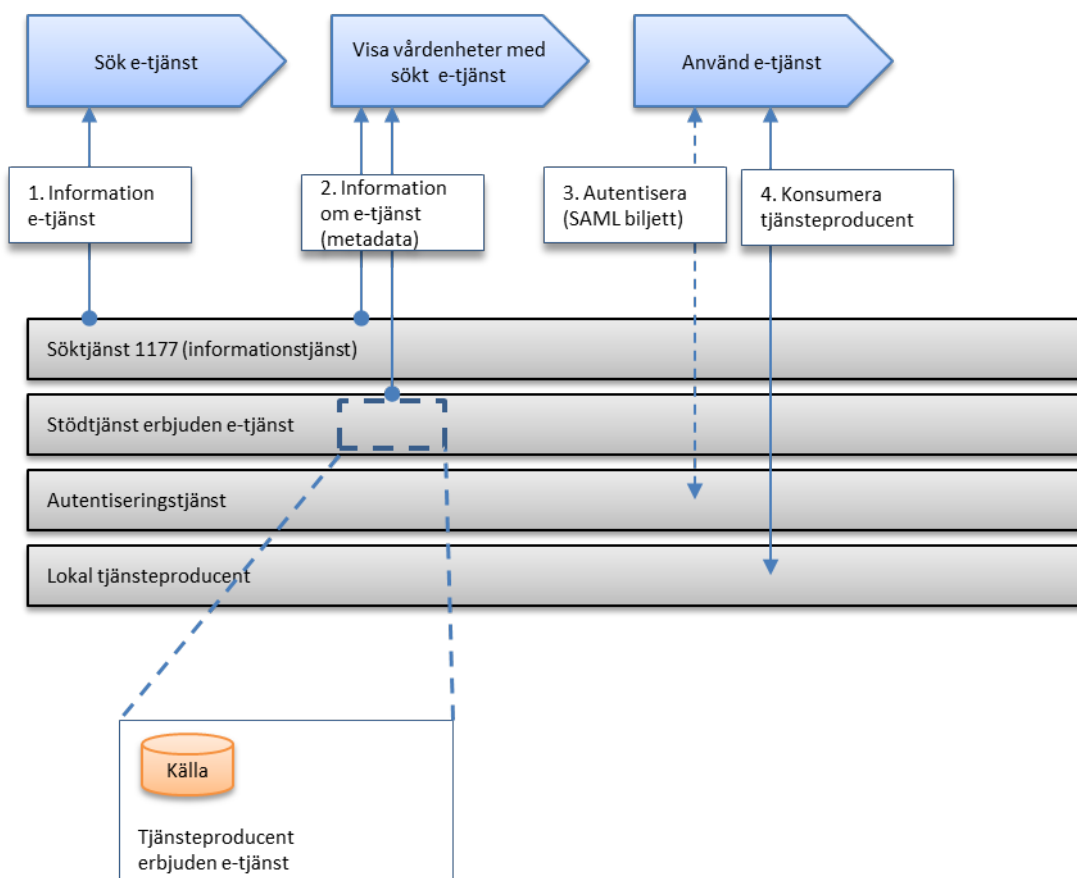 Sök e-tjänst
Visa vårdenheter med
sökt e-tjänst
Använd e-tjänst
1. Information
e-tjänst
2. Information
om e-tjänst
(metadata)
3. Autentisera
(SAML biljett)
4. Konsumera
tjänsteproducent
Söktjänst 1177 (informationstjänst)
Stödtjänst erbjuden e-tjänst
Autentiseringstjänst
Lokal tjänsteproducent
Källa
Tjänsteproducent
erbjuden e-tjänst